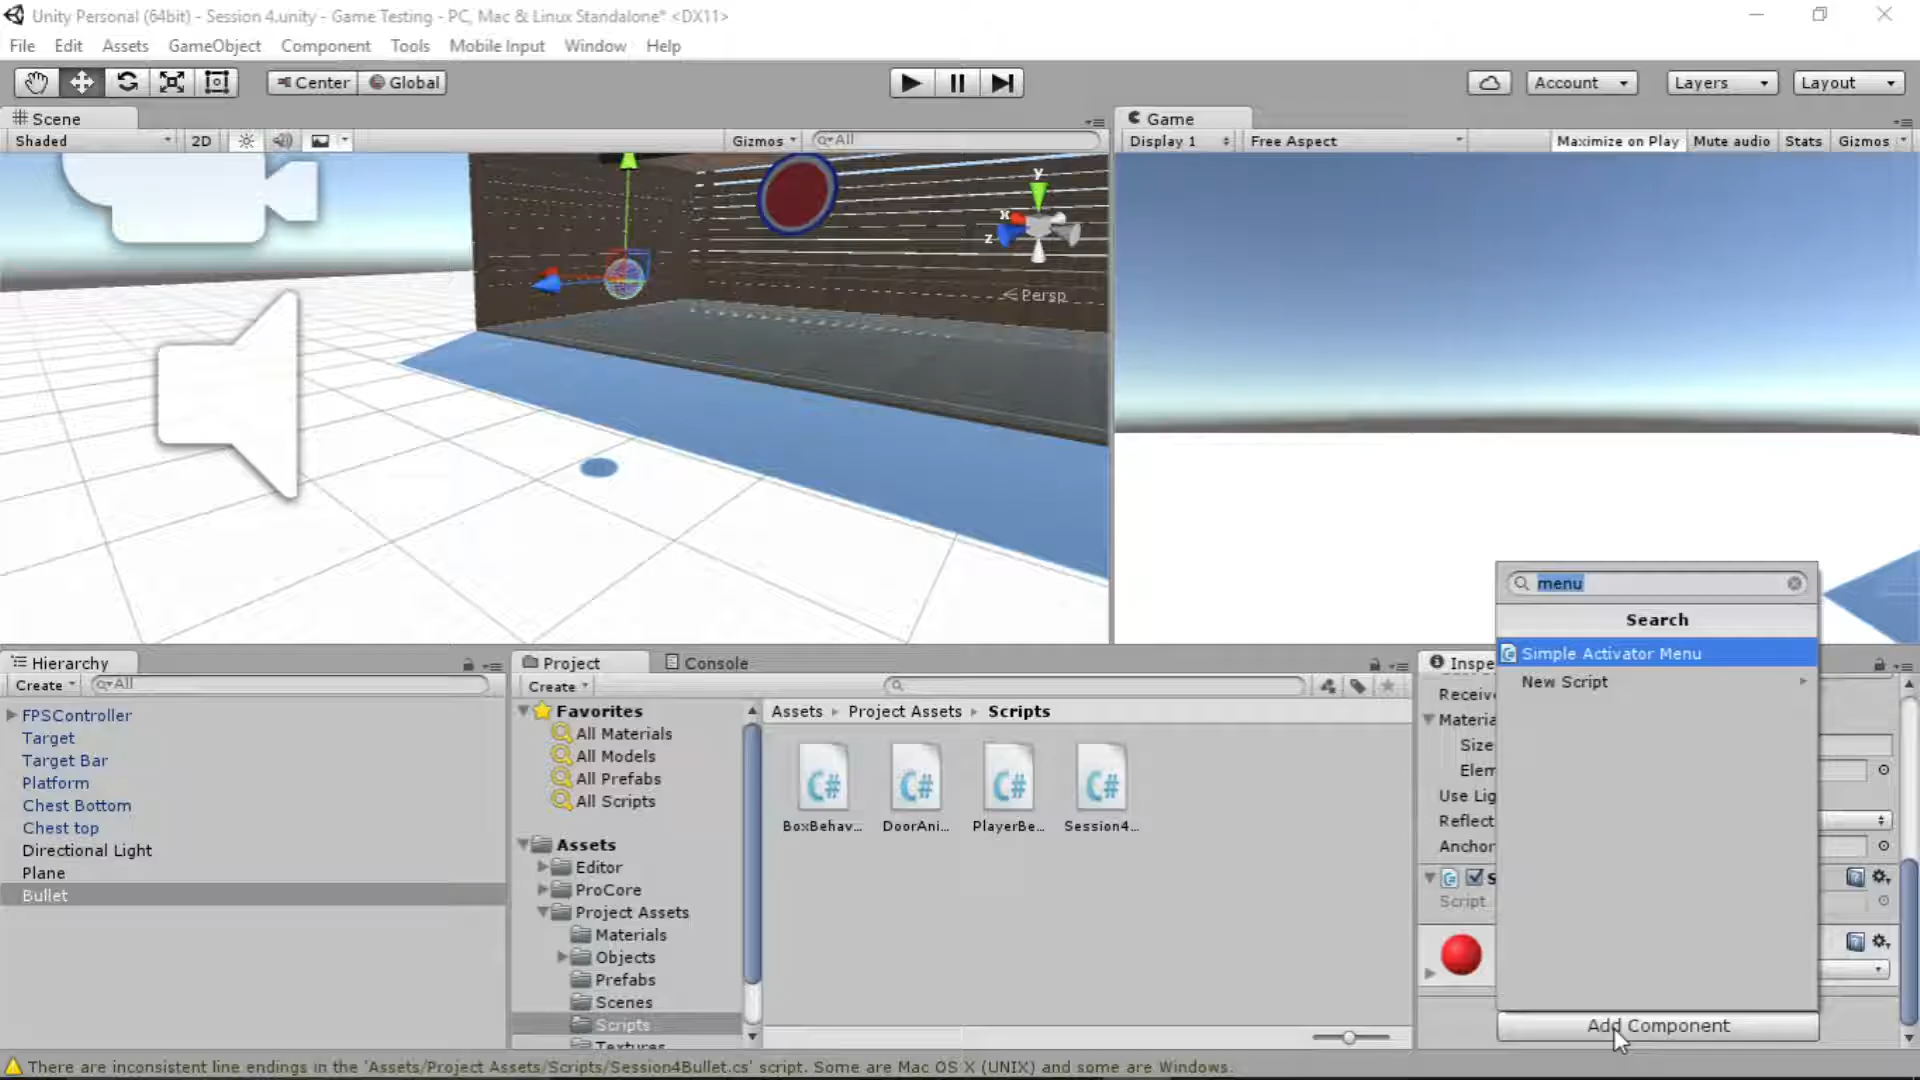 Unity Personal (64bit) - Session 4.unity - Game Testing - PC, Mac & Linux Standalone* <DX11>
File Edit Assets GameObject Component Tools Mobile Input Window Help
Center Global Account Layers Layout
Scene
Shaded 2D Gizmos All
Game
Display 1 Free Aspect Maximize on Play Mute audio Stats Gizmos
y
x
z
Persp
menu
Search
Simple Activator Menu
New Script
Add Component
Hierarchy
Create All
FPSController
Target
Target Bar
Platform
Chest Bottom
Chest top
Directional Light
Plane
Bullet
Project Console
Create
Favorites
All Materials
All Models
All Prefabs
All Scripts
Assets
Editor
ProCore
Project Assets
Materials
Objects
Prefabs
Scenes
Scripts
Textures
Assets Project Assets Scripts
C# C# C# C#
BoxBehav... DoorAni... PlayerBe... Session4...
Inspe
Receiv
Materia
Size
Elem
Use Lig
Reflect
Anchor
S
Script
There are inconsistent line endings in the 'Assets/Project Assets/Scripts/Session4Bullet.cs' script. Some are Mac OS X (UNIX) and some are Windows.